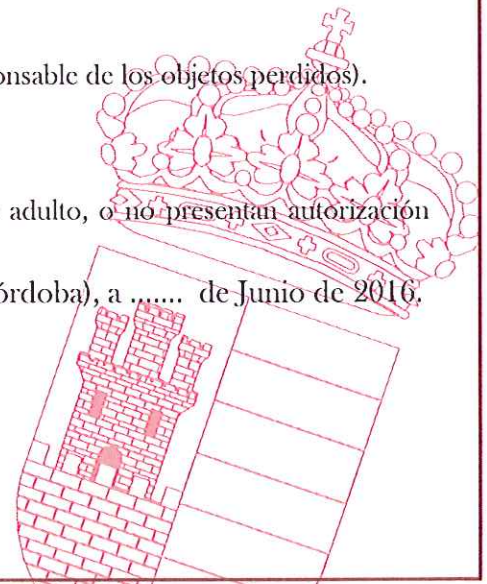 onsable de los objetos perdidos).
adulto, o no presentan autorización
órdoba), a ....... de Junio de 2016.